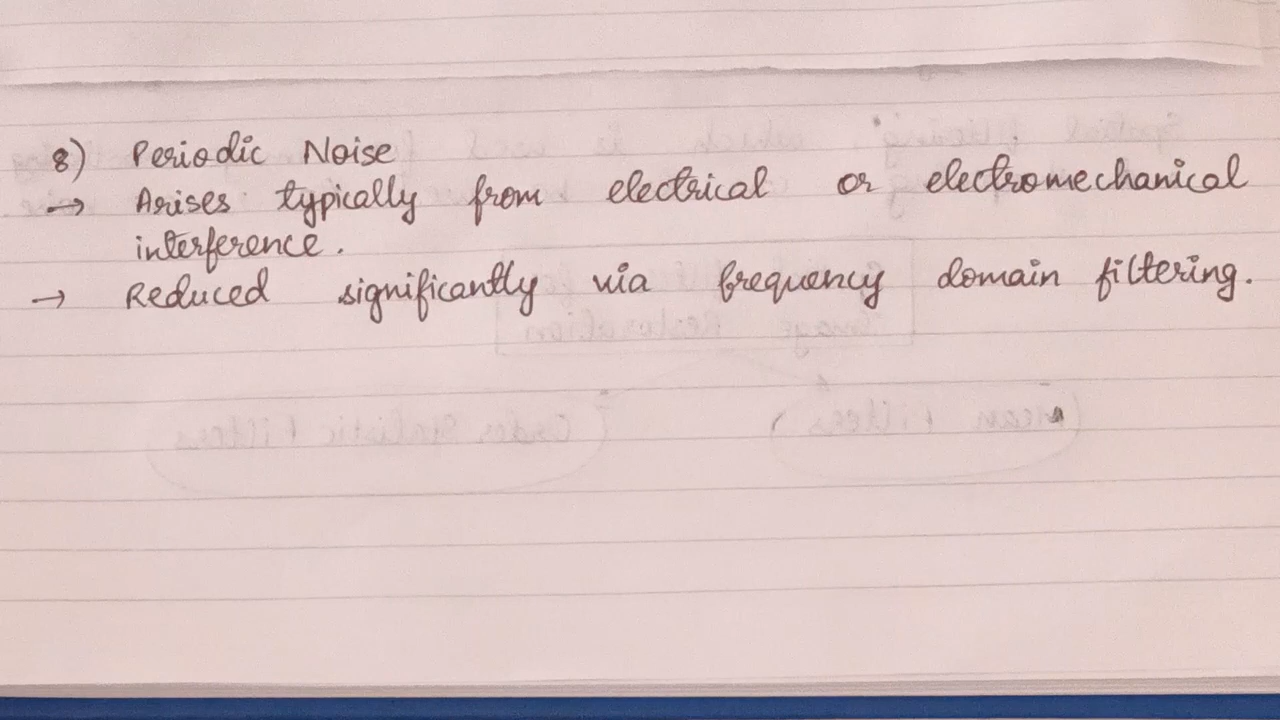 8) Periodic Noise
→ Arises typically from electrical or electromechanical
interference.
→ Reduced significantly via frequency domain filtering.